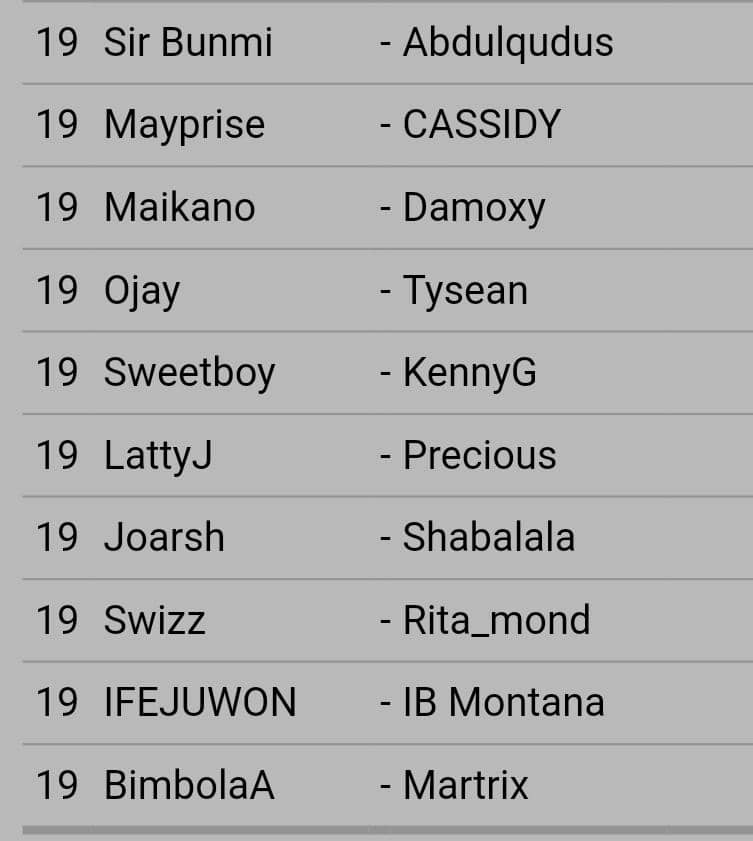 19 Sir Bunmi - Abdulqudus
19 Mayprise - CASSIDY
19 Maikano - Damoxy
19 Ojay - Tysean
19 Sweetboy - KennyG
19 LattyJ - Precious
19 Joarsh - Shabalala
19 Swizz - Rita_mond
19 IFEJUWON - IB Montana
19 BimbolaA - Martrix